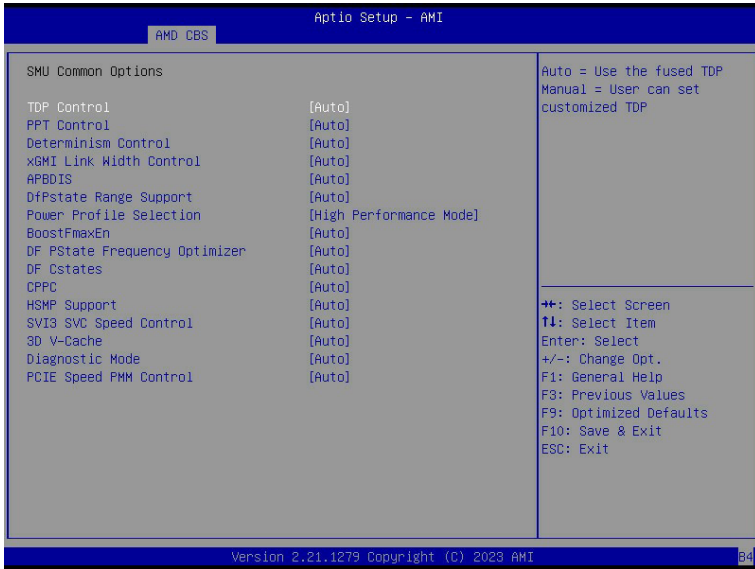 Aptio Setup – AMI
AMD CBS
SMU Common Options
TDP Control [Auto]
PPT Control [Auto]
Determinism Control [Auto]
xGMI Link Width Control [Auto]
APBDIS [Auto]
DfPstate Range Support [Auto]
Power Profile Selection [High Performance Mode]
BoostFmaxEn [Auto]
DF PState Frequency Optimizer [Auto]
DF Cstates [Auto]
CPPC [Auto]
HSMP Support [Auto]
SVI3 SVC Speed Control [Auto]
3D V-Cache [Auto]
Diagnostic Mode [Auto]
PCIE Speed PMM Control [Auto]
Auto = Use the fused TDP
Manual = User can set
customized TDP
→←: Select Screen
↑↓: Select Item
Enter: Select
+/-: Change Opt.
F1: General Help
F3: Previous Values
F9: Optimized Defaults
F10: Save & Exit
ESC: Exit
Version 2.21.1279 Copyright (C) 2023 AMI
B4